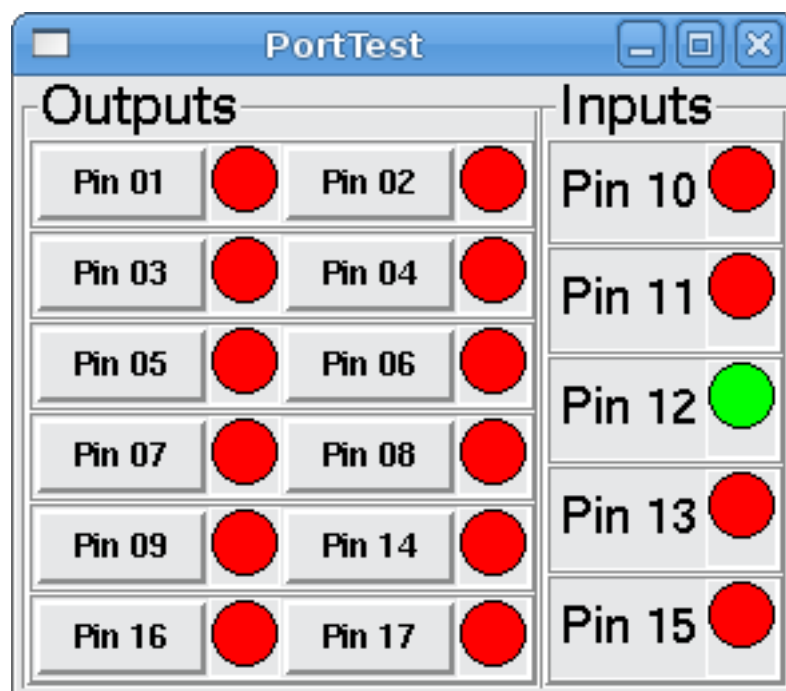 PortTest
Outputs
Pin 01 Pin 02
Pin 03 Pin 04
Pin 05 Pin 06
Pin 07 Pin 08
Pin 09 Pin 14
Pin 16 Pin 17
Inputs
Pin 10
Pin 11
Pin 12
Pin 13
Pin 15